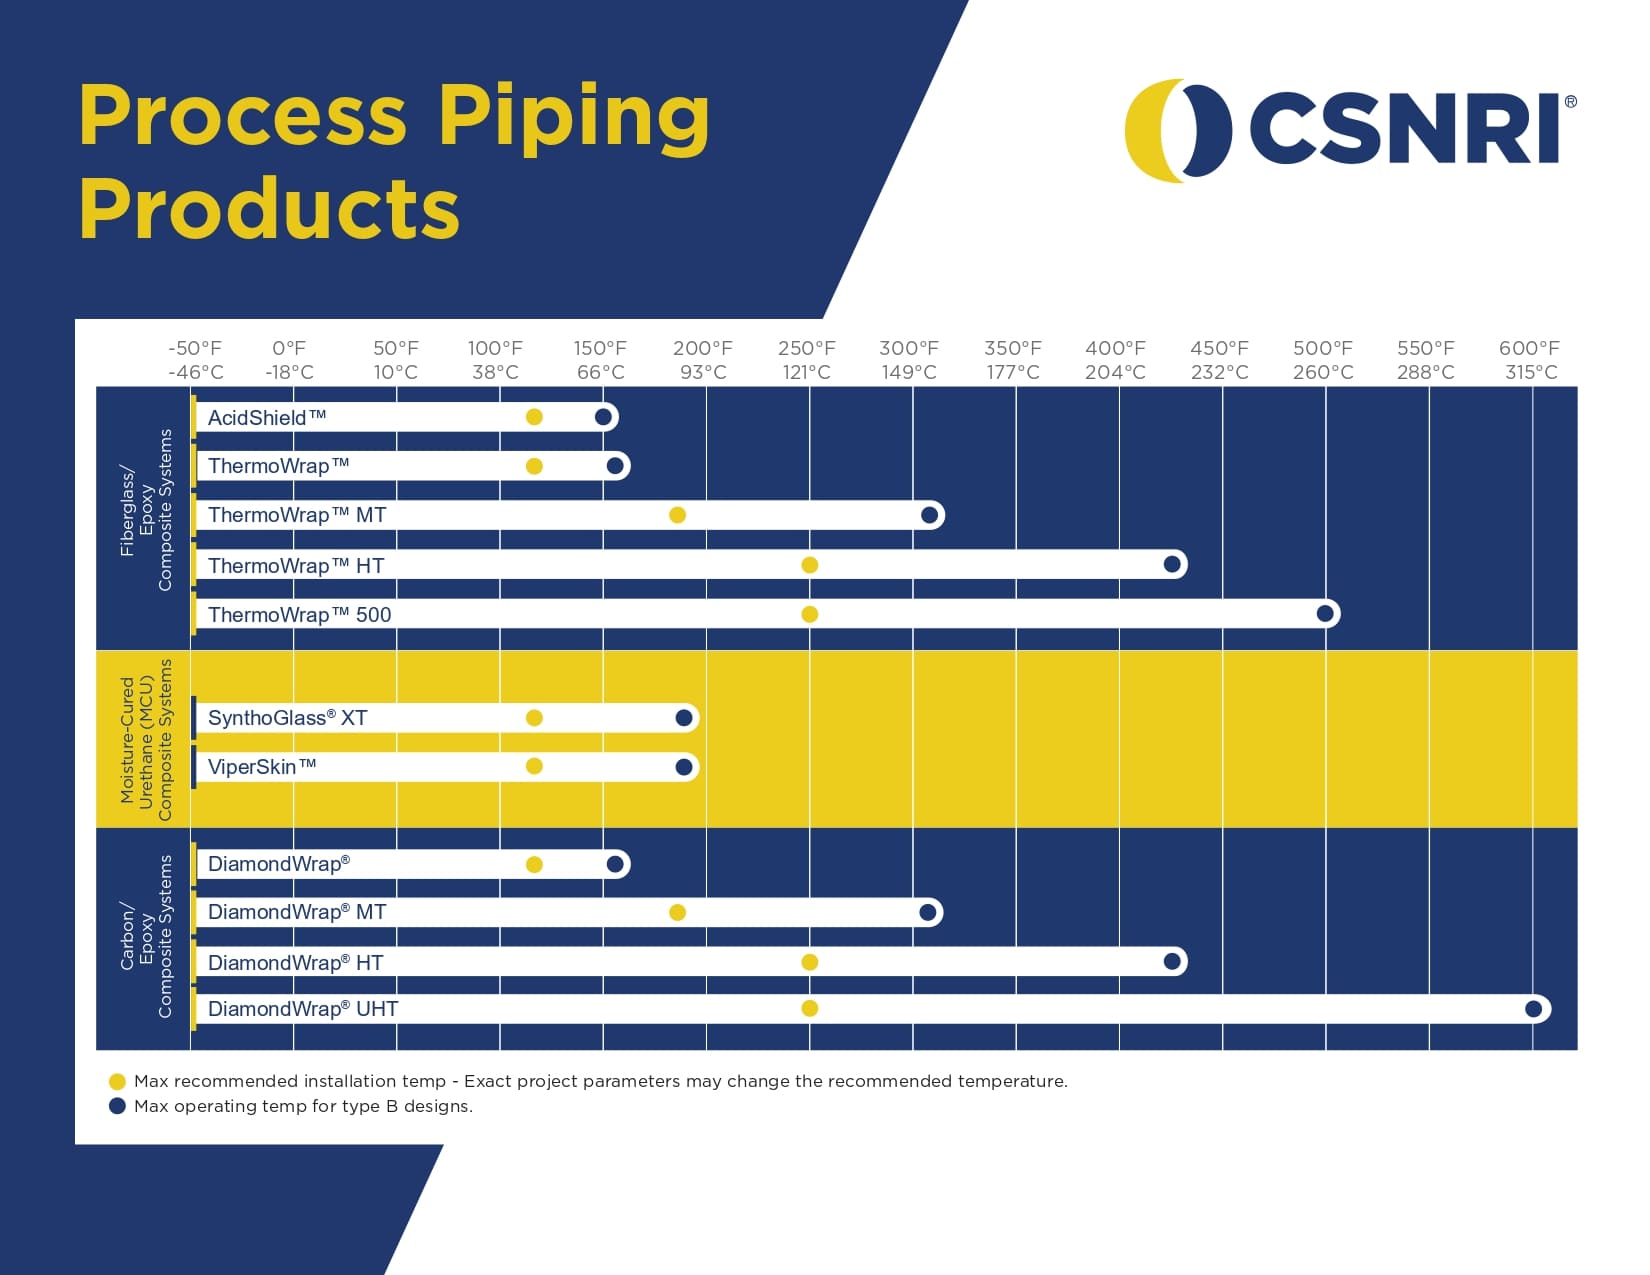 Process Piping
Products
CSNRI®
-50°F 0°F 50°F 100°F 150°F 200°F 250°F 300°F 350°F 400°F 450°F 500°F 550°F 600°F
-46°C -18°C 10°C 38°C 66°C 93°C 121°C 149°C 177°C 204°C 232°C 260°C 288°C 315°C
Fiberglass/
Epoxy
Composite Systems
AcidShield™
ThermoWrap™
ThermoWrap™ MT
ThermoWrap™ HT
ThermoWrap™ 500
Moisture-Cured
Urethane (MCU)
Composite Systems
SynthoGlass® XT
ViperSkin™
Carbon/
Epoxy
Composite Systems
DiamondWrap®
DiamondWrap® MT
DiamondWrap® HT
DiamondWrap® UHT
Max recommended installation temp - Exact project parameters may change the recommended temperature.
Max operating temp for type B designs.